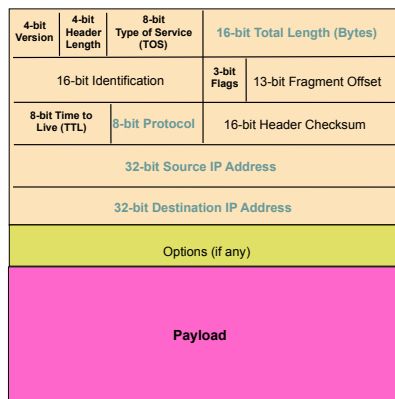 4-bit
Version
4-bit
Header
Length
8-bit
Type of Service
(TOS)
16-bit Total Length (Bytes)
16-bit Identification
3-bit
Flags
13-bit Fragment Offset
8-bit Time to
Live (TTL)
8-bit Protocol
16-bit Header Checksum
32-bit Source IP Address
32-bit Destination IP Address
Options (if any)
Payload